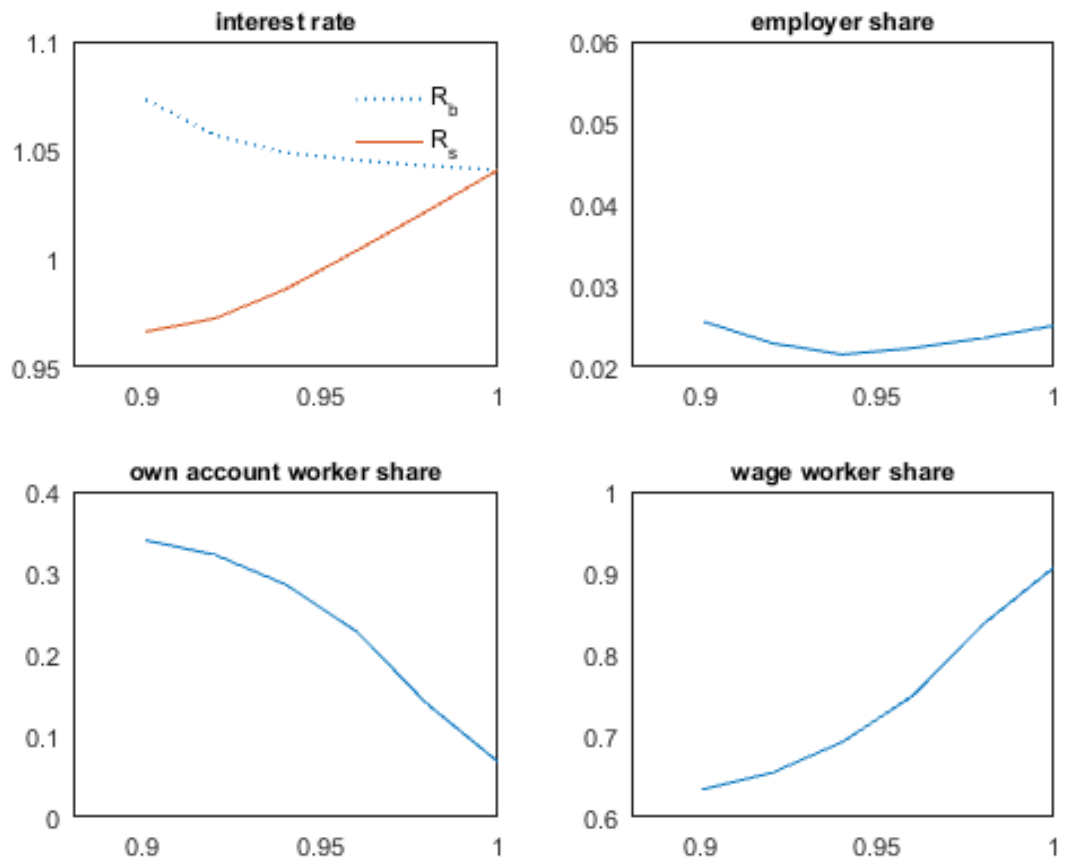 interest rate
1.1
1.05
1
0.95
R_b
R_s
0.9 0.95 1
employer share
0.06
0.05
0.04
0.03
0.02
0.9 0.95 1
own account worker share
0.4
0.3
0.2
0.1
0
0.9 0.95 1
wage worker share
1
0.9
0.8
0.7
0.6
0.9 0.95 1